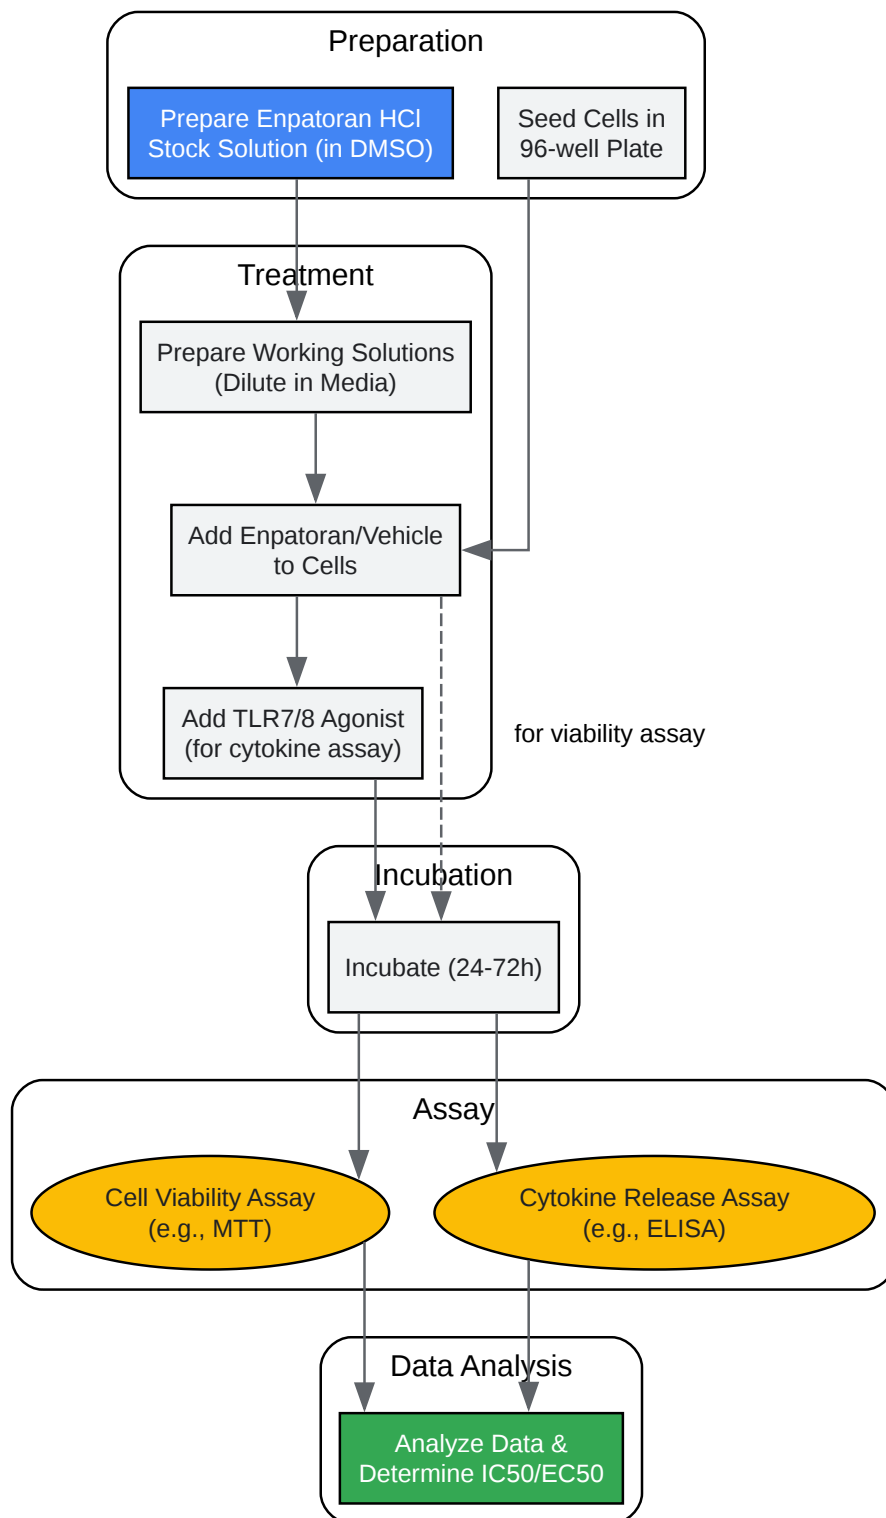 Preparation
Prepare Enpatoran HCl
Stock Solution (in DMSO)
Seed Cells in
96-well Plate
Treatment
Prepare Working Solutions
(Dilute in Media)
Add Enpatoran/Vehicle
to Cells
Add TLR7/8 Agonist
(for cytokine assay)
for viability assay
Incubation
Incubate (24-72h)
Assay
Cell Viability Assay
(e.g., MTT)
Cytokine Release Assay
(e.g., ELISA)
Data Analysis
Analyze Data &
Determine IC50/EC50